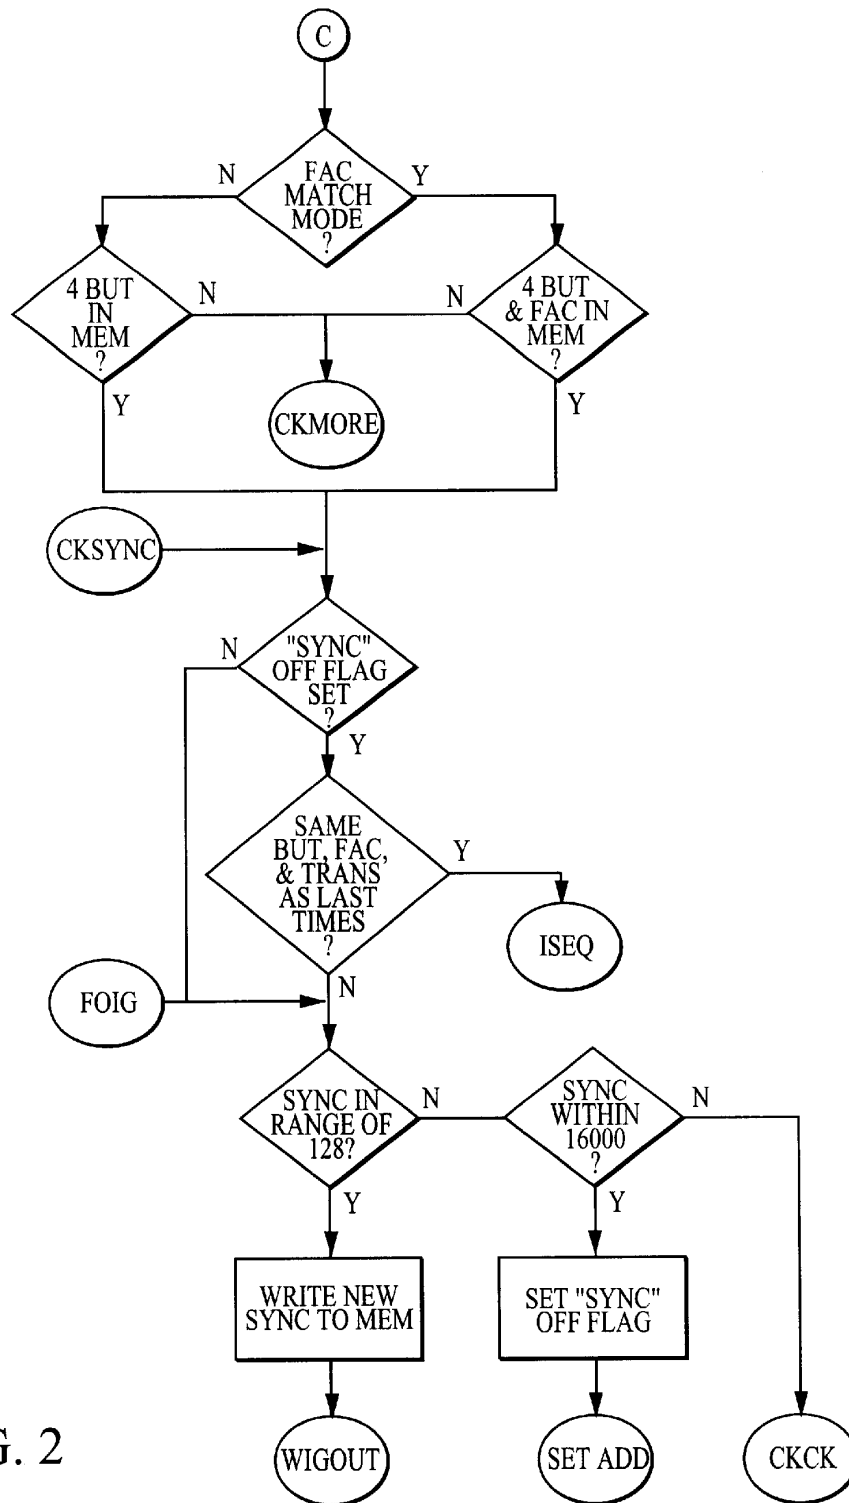 C
N
FAC
MATCH
MODE
?
Y
4 BUT
IN
MEM
?
N
Y
N
4 BUT
& FAC IN
MEM
?
Y
CKMORE
CKSYNC
N
"SYNC"
OFF FLAG
SET
?
Y
SAME
BUT, FAC,
& TRANS
AS LAST
TIMES
?
Y
ISEQ
N
FOIG
SYNC IN
RANGE OF
128?
N
Y
SYNC
WITHIN
16000
?
N
Y
WRITE NEW
SYNC TO MEM
SET "SYNC"
OFF FLAG
WIGOUT
SET ADD
CKCK
G. 2